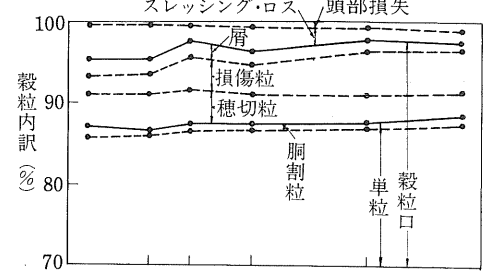 スレッシング・ロス
頭部損失
100
屑
損傷粒
穂切粒
90
穀粒内訳(%)
胴割粒
単粒
穀粒口
80
70